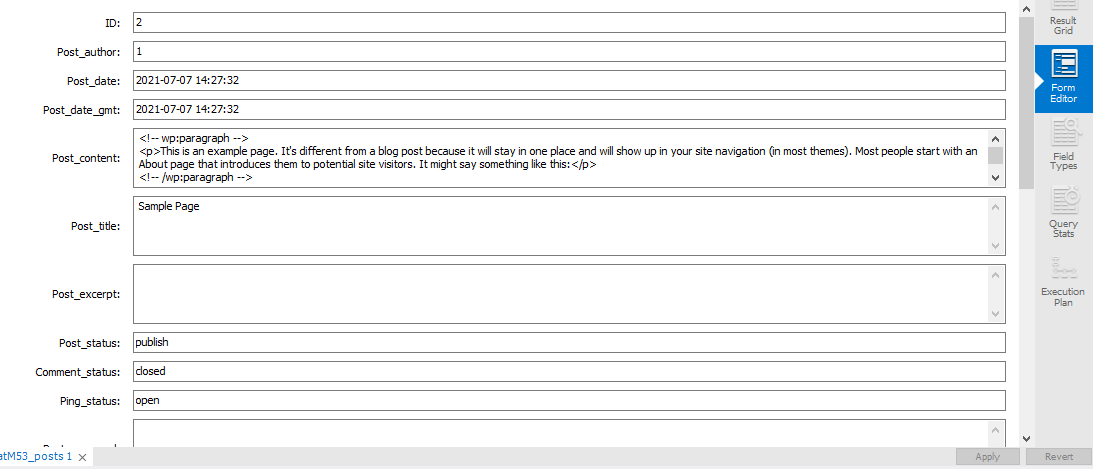 ID: 2
Post_author: 1
Post_date: 2021-07-07 14:27:32
Post_date_gmt: 2021-07-07 14:27:32
Post_content: <!-- wp:paragraph -->
<p>This is an example page. It's different from a blog post because it will stay in one place and will show up in your site navigation (in most themes). Most people start with an
About page that introduces them to potential site visitors. It might say something like this:</p>
<!-- /wp:paragraph -->
Post_title: Sample Page
Post_excerpt:
Post_status: publish
Comment_status: closed
Ping_status: open
atM53_posts 1
Apply
Revert
Result
Grid
Form
Editor
Field
Types
Query
Stats
Execution
Plan